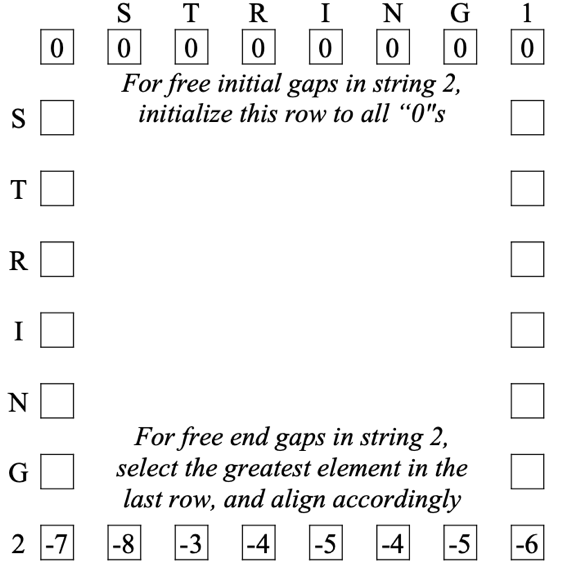 S T R I N G 1
0 0 0 0 0 0 0 0
For free initial gaps in string 2,
initialize this row to all “0"s
S
T
R
I
N
For free end gaps in string 2,
G select the greatest element in the
last row, and align accordingly
2 -7 -8 -3 -4 -5 -4 -5 -6